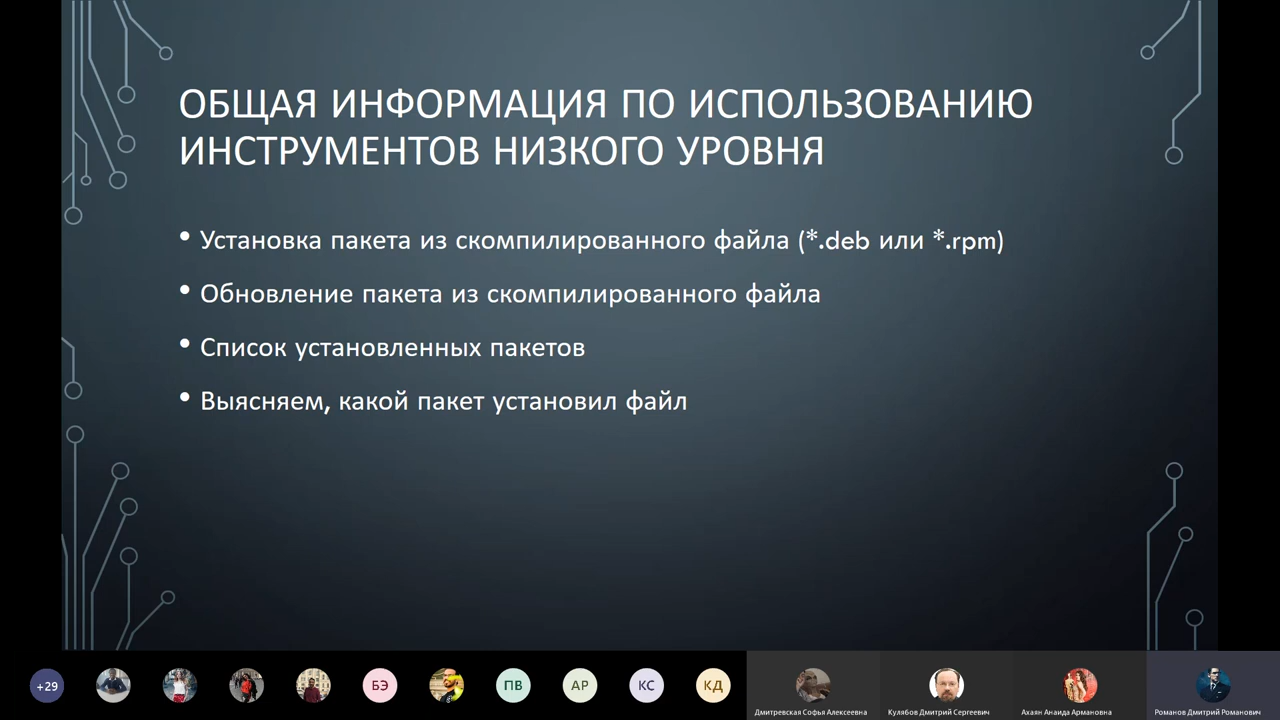 ОБЩАЯ ИНФОРМАЦИЯ ПО ИСПОЛЬЗОВАНИЮ
ИНСТРУМЕНТОВ НИЗКОГО УРОВНЯ
• Установка пакета из скомпилированного файла (*.deb или *.rpm)
• Обновление пакета из скомпилированного файла
• Список установленных пакетов
• Выясняем, какой пакет установил файл
+29
БЭ
ПВ
АР
КС
КД
Дмитревская Софья Алексеевна
Кулябов Дмитрий Сергеевич
Ахаян Анаида Армановна
Романов Дмитрий Романович